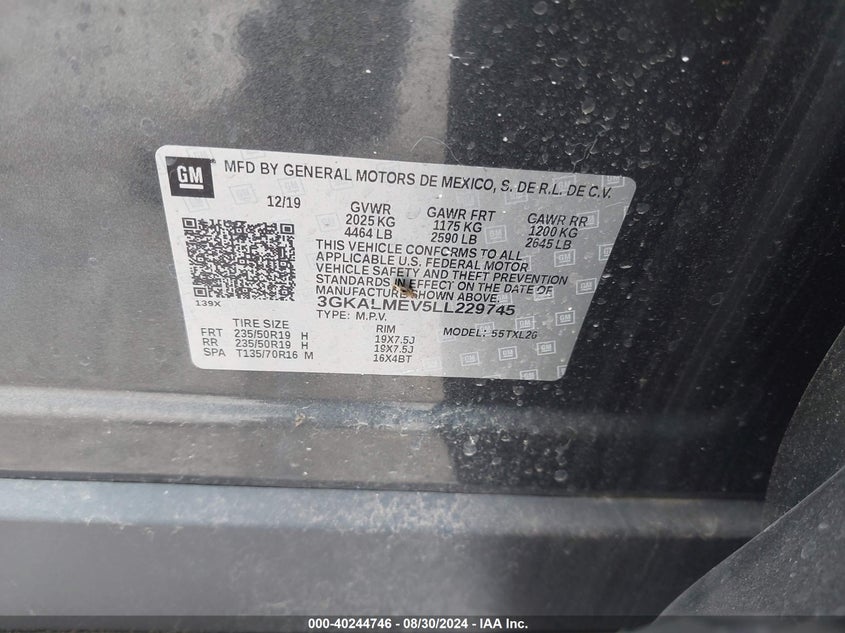 GM MFD BY GENERAL MOTORS DE MEXICO, S. DE R.L. DE C.V.
12/19 GVWR GAWR FRT GAWR RR
2025 KG 1175 KG 1200 KG
4464 LB 2590 LB 2645 LB
THIS VEHICLE CONFORMS TO ALL
APPLICABLE U.S. FEDERAL MOTOR
VEHICLE SAFETY AND THEFT PREVENTION
STANDARDS IN EFFECT ON THE DATE OF
MANUFACTURE SHOWN ABOVE.
139X
3GKALMEV5LL229745
TYPE: M.P.V. MODEL: 55TXL26
TIRE SIZE RIM
FRT 235/50R19 H 19X7.5J
RR 235/50R19 H 19X7.5J
SPA T135/70R16 M 16X4BT
000-40244746 - 08/30/2024 - IAA Inc.